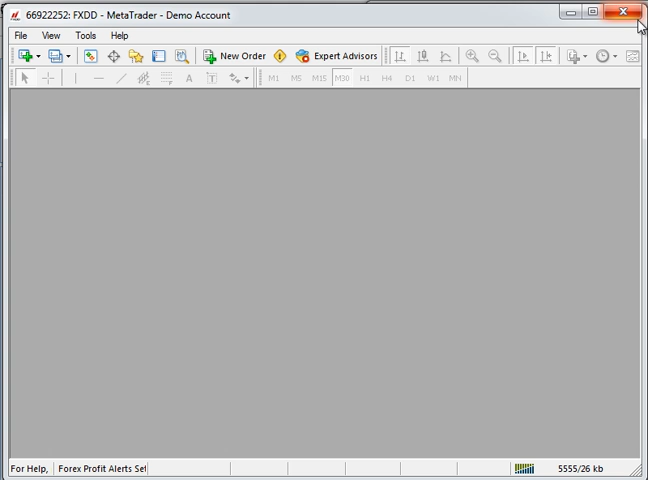 66922252: FXDD - MetaTrader - Demo Account
File View Tools Help
New Order Expert Advisors
A T M1 M5 M15 M30 H1 H4 D1 W1 MN
For Help, Forex Profit Alerts Set 5555/26 kb